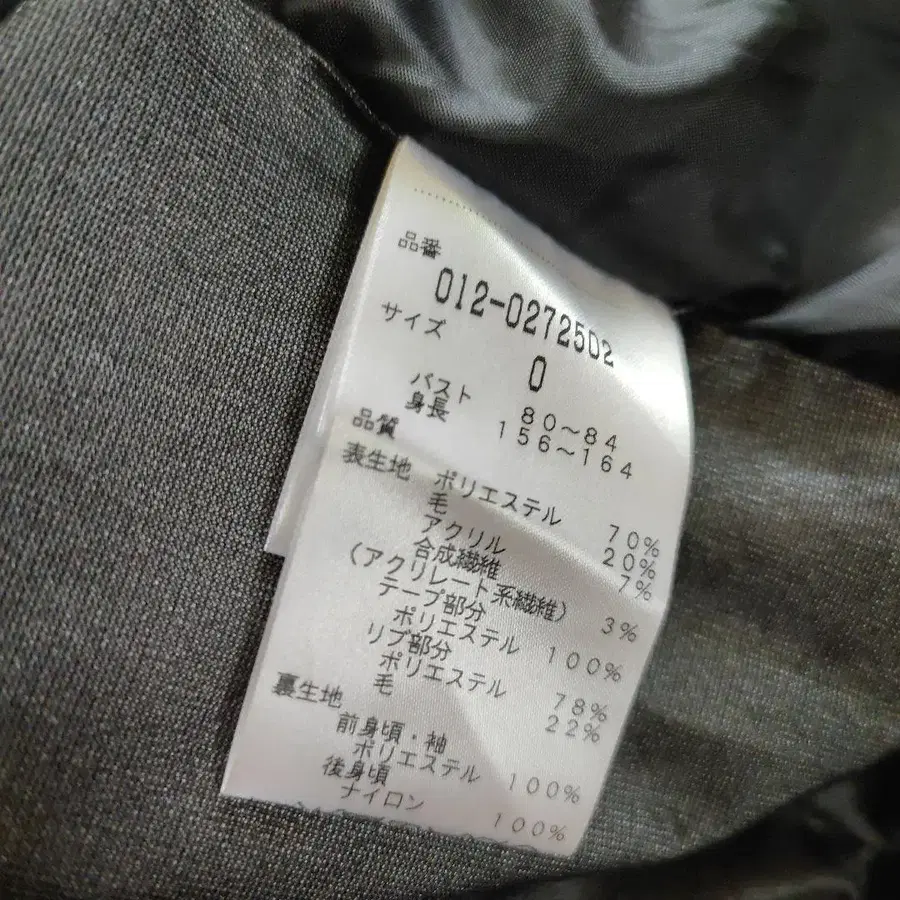 品番
012-0272502
サイズ
0
バスト 80～84
身長 156～164
品質
表生地 ポリエステル 70%
毛 20%
アクリル 7%
合成繊維
(アクリレート系繊維) 3%
テープ部分
ポリエステル 100%
リブ部分
ポリエステル 78%
毛 22%
裏生地
前身頃・袖
ポリエステル 100%
後身頃
ナイロン 100%